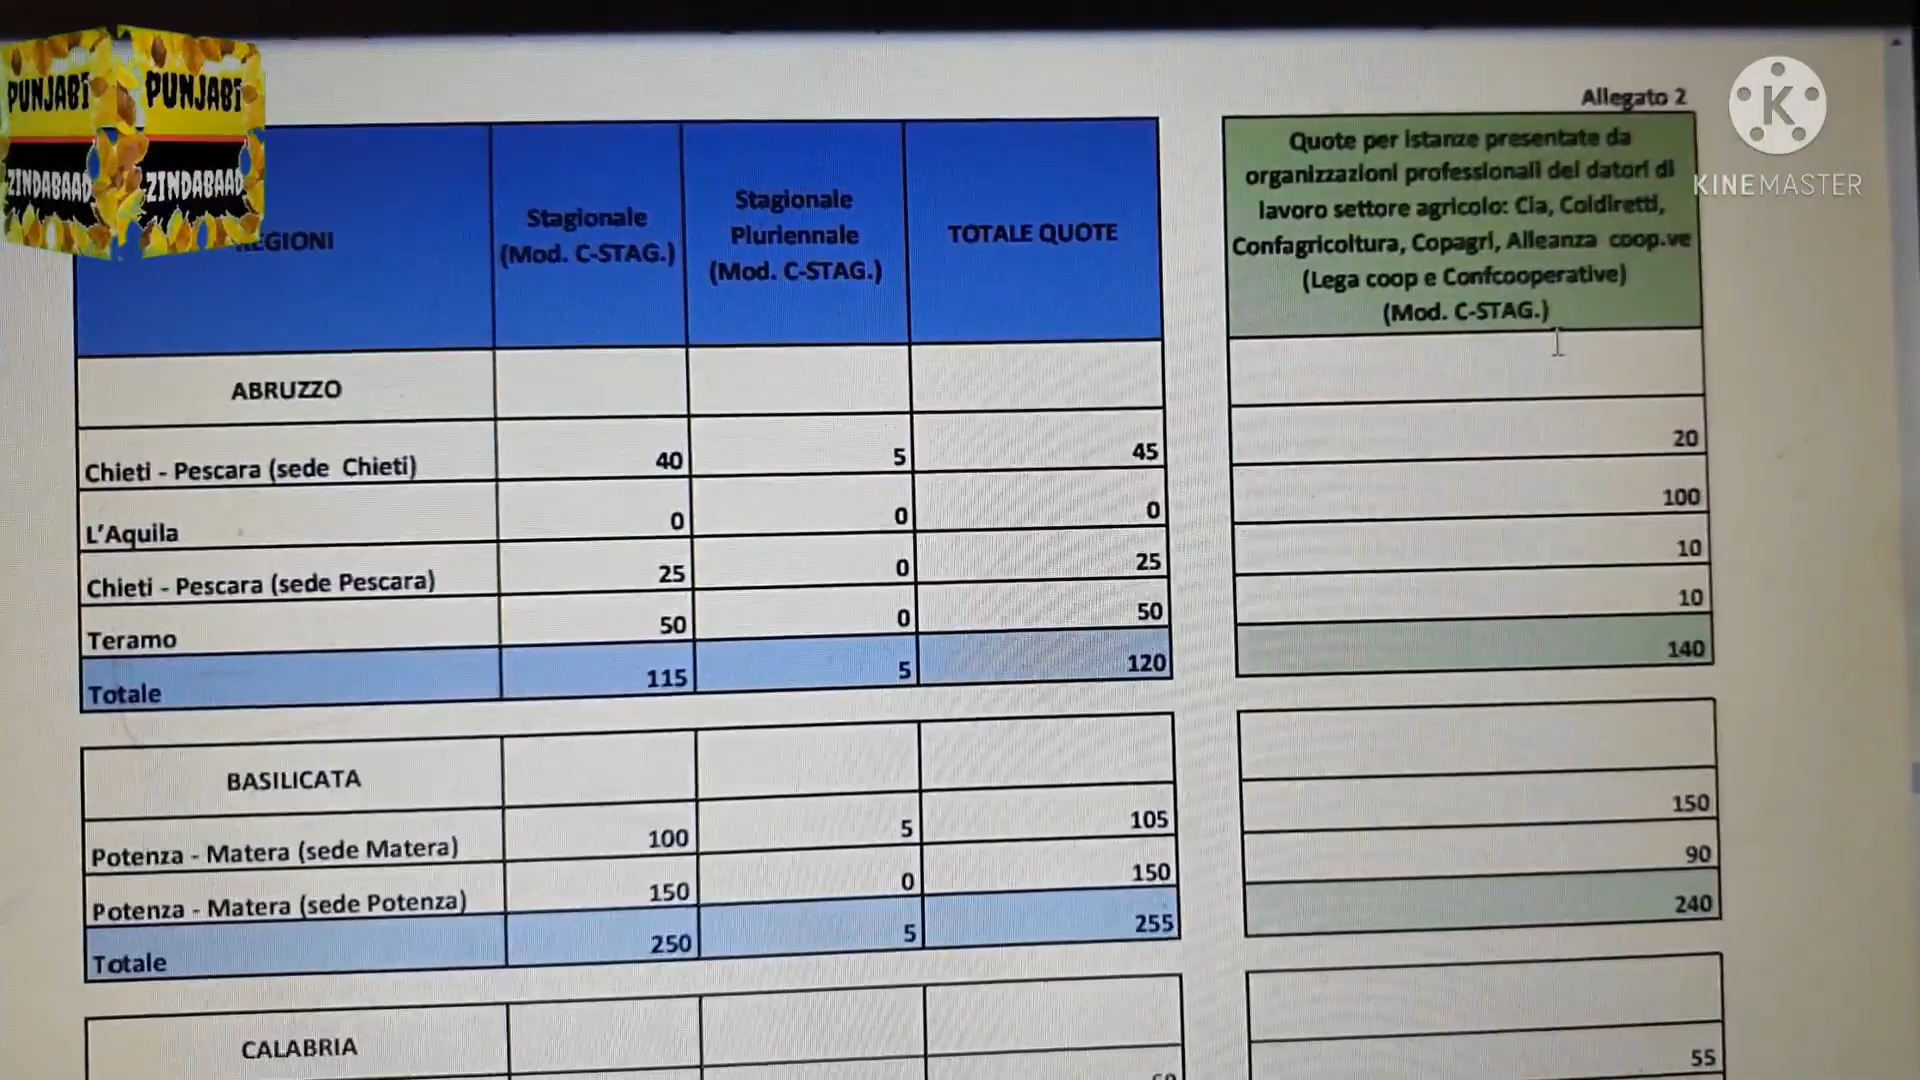 PUNJABI
ZINDABAAD
PUNJABI
ZINDABAAD
KINEMASTER
Allegato 2
REGIONI
Stagionale
(Mod. C-STAG.)
Stagionale
Pluriennale
(Mod. C-STAG.)
TOTALE QUOTE
Quote per istanze presentate da
organizzazioni professionali dei datori di
lavoro settore agricolo: Cia, Coldiretti,
Confagricoltura, Copagri, Alleanza coop.ve
(Lega coop e Confcooperative)
(Mod. C-STAG.)
ABRUZZO
Chieti - Pescara (sede Chieti) 40 5 45 20
L'Aquila 0 0 0 100
Chieti - Pescara (sede Pescara) 25 0 25 10
Teramo 50 0 50 10
Totale 115 5 120 140
BASILICATA
Potenza - Matera (sede Matera) 100 5 105 150
Potenza - Matera (sede Potenza) 150 0 150 90
Totale 250 5 255 240
CALABRIA
55